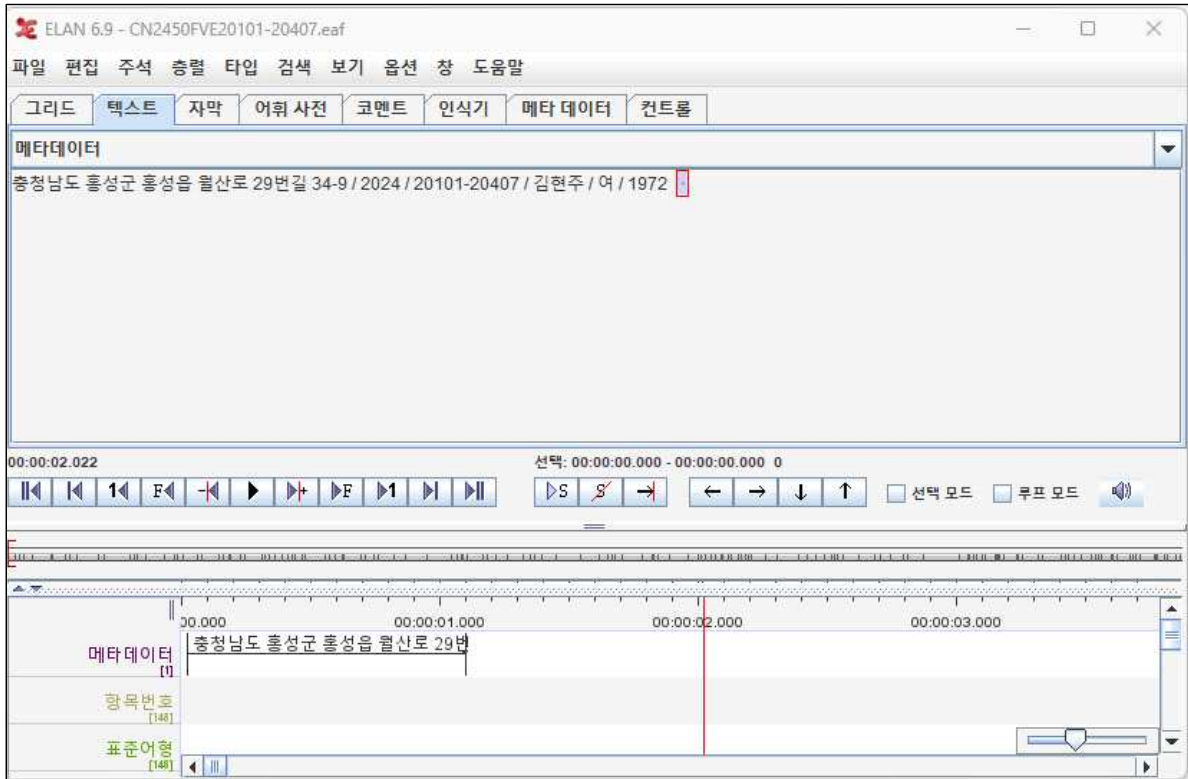 ELAN 6.9 - CN2450FVE20101-20407.eaf
파일 편집 주석 층렬 타입 검색 보기 옵션 창 도움말
그리드 텍스트 자막 어휘 사전 코멘트 인식기 메타 데이터 컨트롤
메타데이터
충청남도 홍성군 홍성읍 월산로 29번길 34-9 / 2024 / 20101-20407 / 김현주 / 여 / 1972
00:00:02.022 선택: 00:00:00.000 - 00:00:00.000 0
1 F F 1 S S 선택 모드 루프 모드
00.000 00:00:01.000 00:00:02.000 00:00:03.000
충청남도 홍성군 홍성읍 월산로 29번
메타데이터
[1]
항목번호
[148]
표준어형
[148]